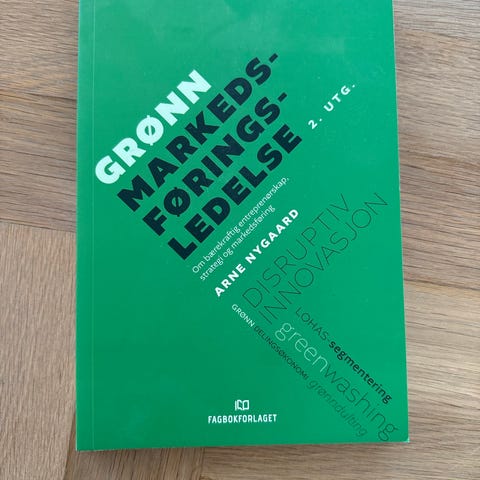 GRØNN
MARKEDS-
FØRINGS-
LEDELSE
2. UTG.
Om bærekraftig entreprenørskap,
strategi og markedsføring
ARNE NYGAARD
DISRUPTIV
INNOVASJON
LOHAS segmentering
GRØNN DELINGSØKONOMI
greenwashing
grønndulting
FAGBOKFORLAGET